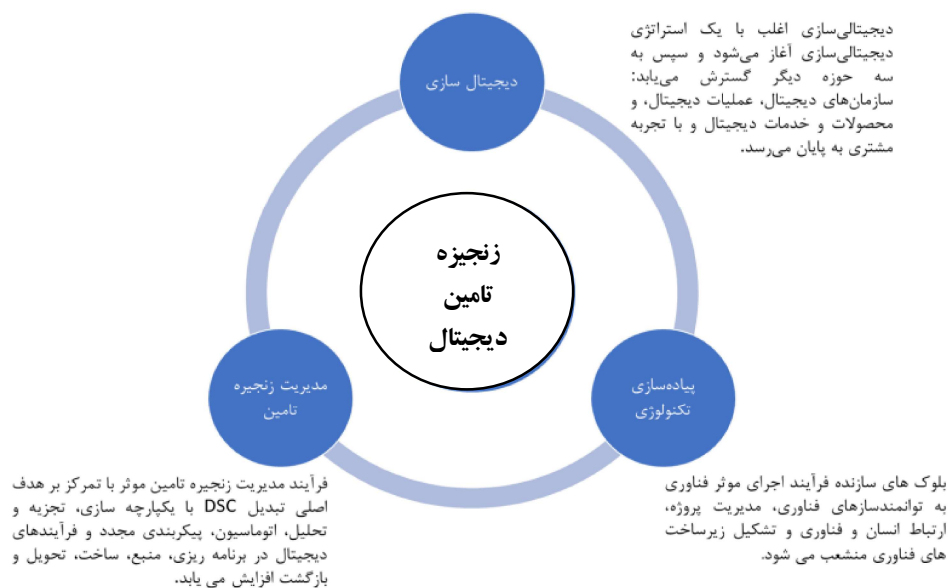 دیجیتالی‌سازی اغلب با یک استراتژی
دیجیتالی‌سازی آغاز می‌شود و سپس به
سه حوزه دیگر گسترش می‌یابد:
سازمان‌های دیجیتال، عملیات دیجیتال، و
محصولات و خدمات دیجیتال و با تجربه
مشتری به پایان می‌رسد.
دیجیتال سازی
زنجیزه
تامین
دیجیتال
پیاده‌سازی
تکنولوژی
مدیریت زنجیره
تامین
بلوک های سازنده فرآیند اجرای موثر فناوری
به توانمندسازهای فناوری، مدیریت پروژه،
ارتباط انسان و فناوری و تشکیل زیرساخت
های فناوری منشعب می شود.
فرآیند مدیریت زنجیره تامین موثر با تمرکز بر هدف
اصلی تبدیل DSC با یکپارچه سازی، تجزیه و
تحلیل، اتوماسیون، پیکربندی مجدد و فرآیندهای
دیجیتال در برنامه ریزی، منبع، ساخت، تحویل و
بازگشت افزایش می یابد.